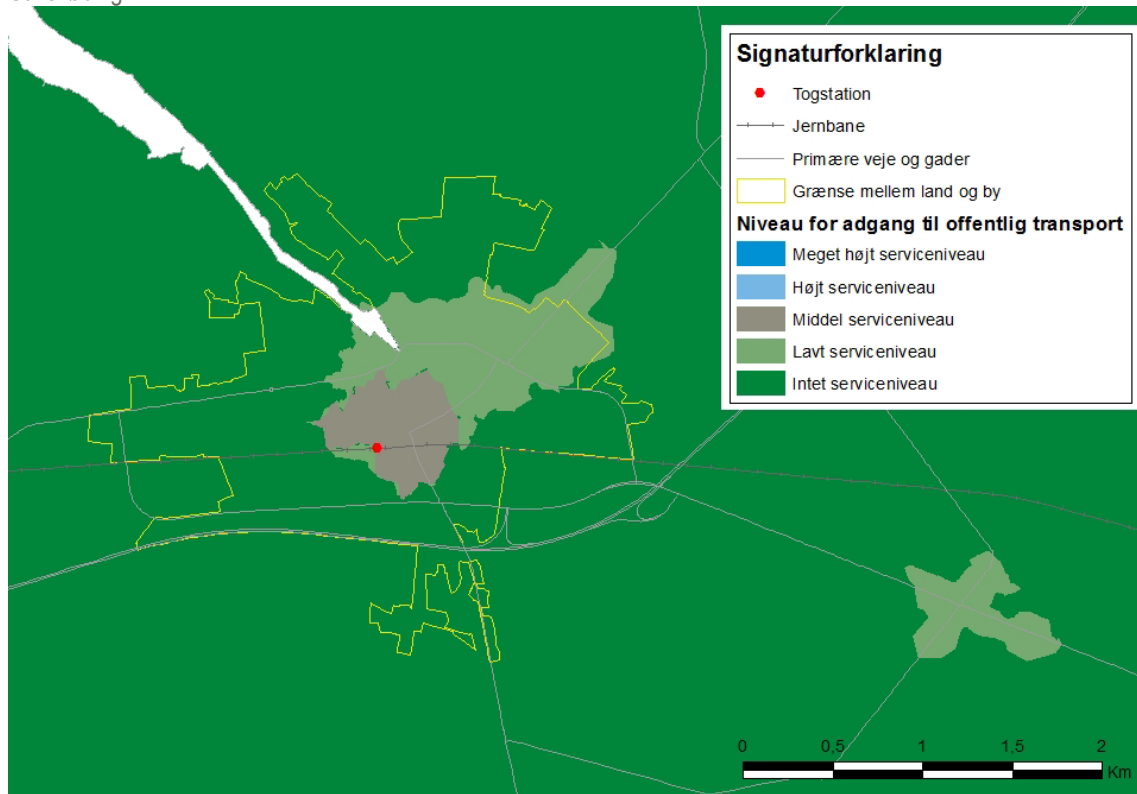 Signaturforklaring
Togstation
Jernbane
Primære veje og gader
Grænse mellem land og by
Niveau for adgang til offentlig transport
Meget højt serviceniveau
Højt serviceniveau
Middel serviceniveau
Lavt serviceniveau
Intet serviceniveau
0 0,5 1 1,5 2
Km